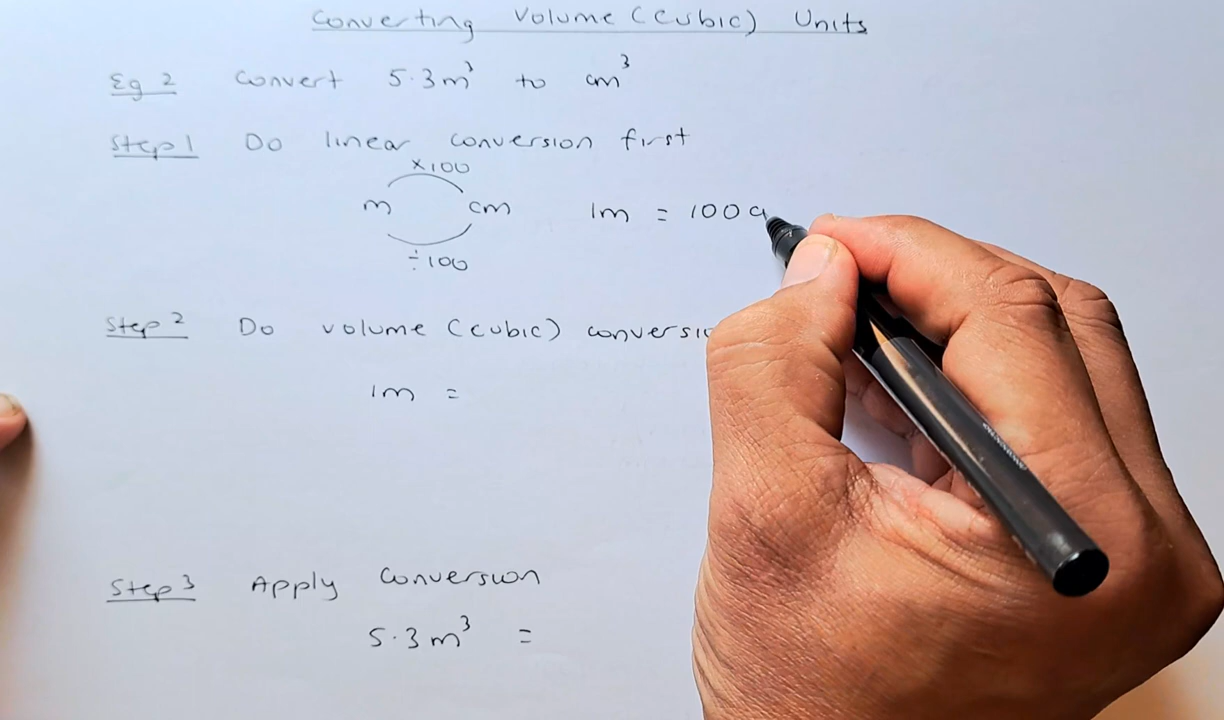 Converting Volume (Cubic) Units
Eg 2 Convert 5.3m³ to cm³
Step 1 Do linear conversion first
×100
m cm 1m = 100c
÷100
Step 2 Do volume (cubic)
1m =
Step 3 Apply Conversion
5.3m³ =